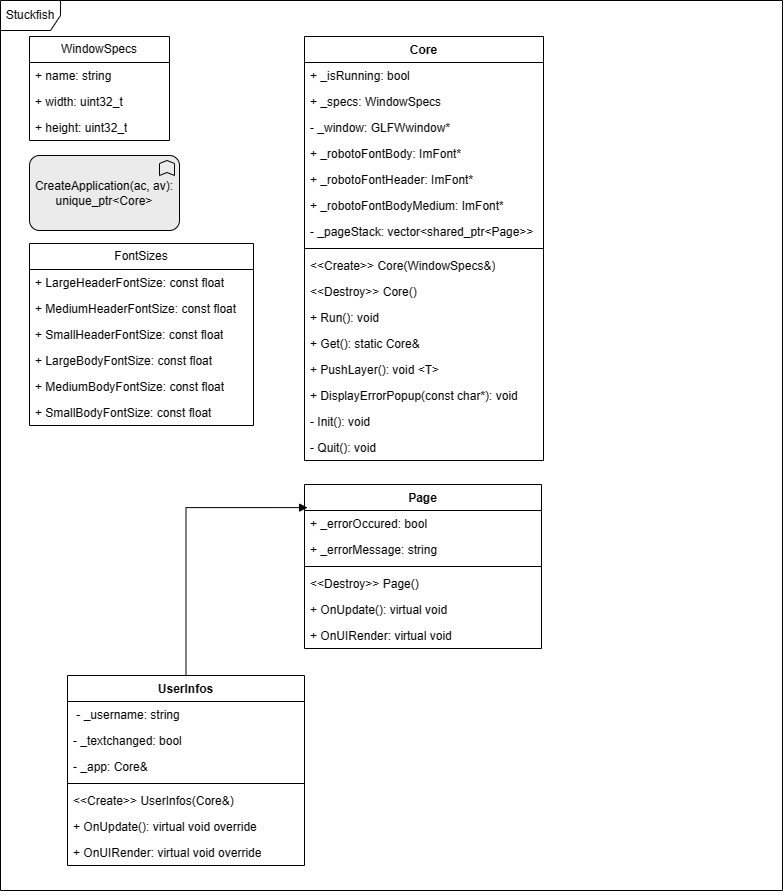 Stuckfish
WindowSpecs
+ name: string
+ width: uint32_t
+ height: uint32_t
CreateApplication(ac, av):
unique_ptr<Core>
FontSizes
+ LargeHeaderFontSize: const float
+ MediumHeaderFontSize: const float
+ SmallHeaderFontSize: const float
+ LargeBodyFontSize: const float
+ MediumBodyFontSize: const float
+ SmallBodyFontSize: const float
Core
+ _isRunning: bool
+ _specs: WindowSpecs
- _window: GLFWwindow*
+ _robotoFontBody: ImFont*
+ _robotoFontHeader: ImFont*
+ _robotoFontBodyMedium: ImFont*
- _pageStack: vector<shared_ptr<Page>>
<<Create>> Core(WindowSpecs&)
<<Destroy>> Core()
+ Run(): void
+ Get(): static Core&
+ PushLayer(): void <T>
+ DisplayErrorPopup(const char*): void
- Init(): void
- Quit(): void
Page
+ _errorOccured: bool
+ _errorMessage: string
<<Destroy>> Page()
+ OnUpdate(): virtual void
+ OnUIRender: virtual void
UserInfos
- _username: string
- _textchanged: bool
- _app: Core&
<<Create>> UserInfos(Core&)
+ OnUpdate(): virtual void override
+ OnUIRender: virtual void override